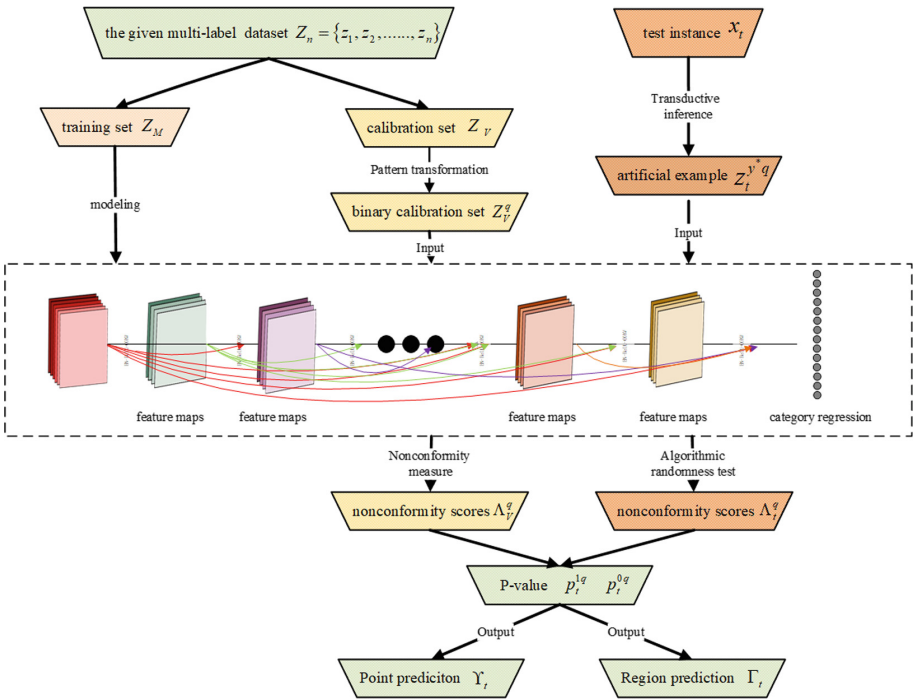 the given multi-label dataset Z_n = {z_1, z_2, ......, z_n}
test instance x_t
Transductive
inference
training set Z_M
calibration set Z_V
Pattern transformation
artificial example Z_t^{y*q}
modeling
binary calibration set Z_V^q
Input
Input
feature maps
feature maps
feature maps
feature maps
category regression
Nonconformity
measure
Algorithmic
randomness test
nonconformity scores Λ_V^q
nonconformity scores Λ_t^q
P-value p_t^{1q} p_t^{0q}
Output
Output
Point prediciton Υ_t
Region prediction Γ_t